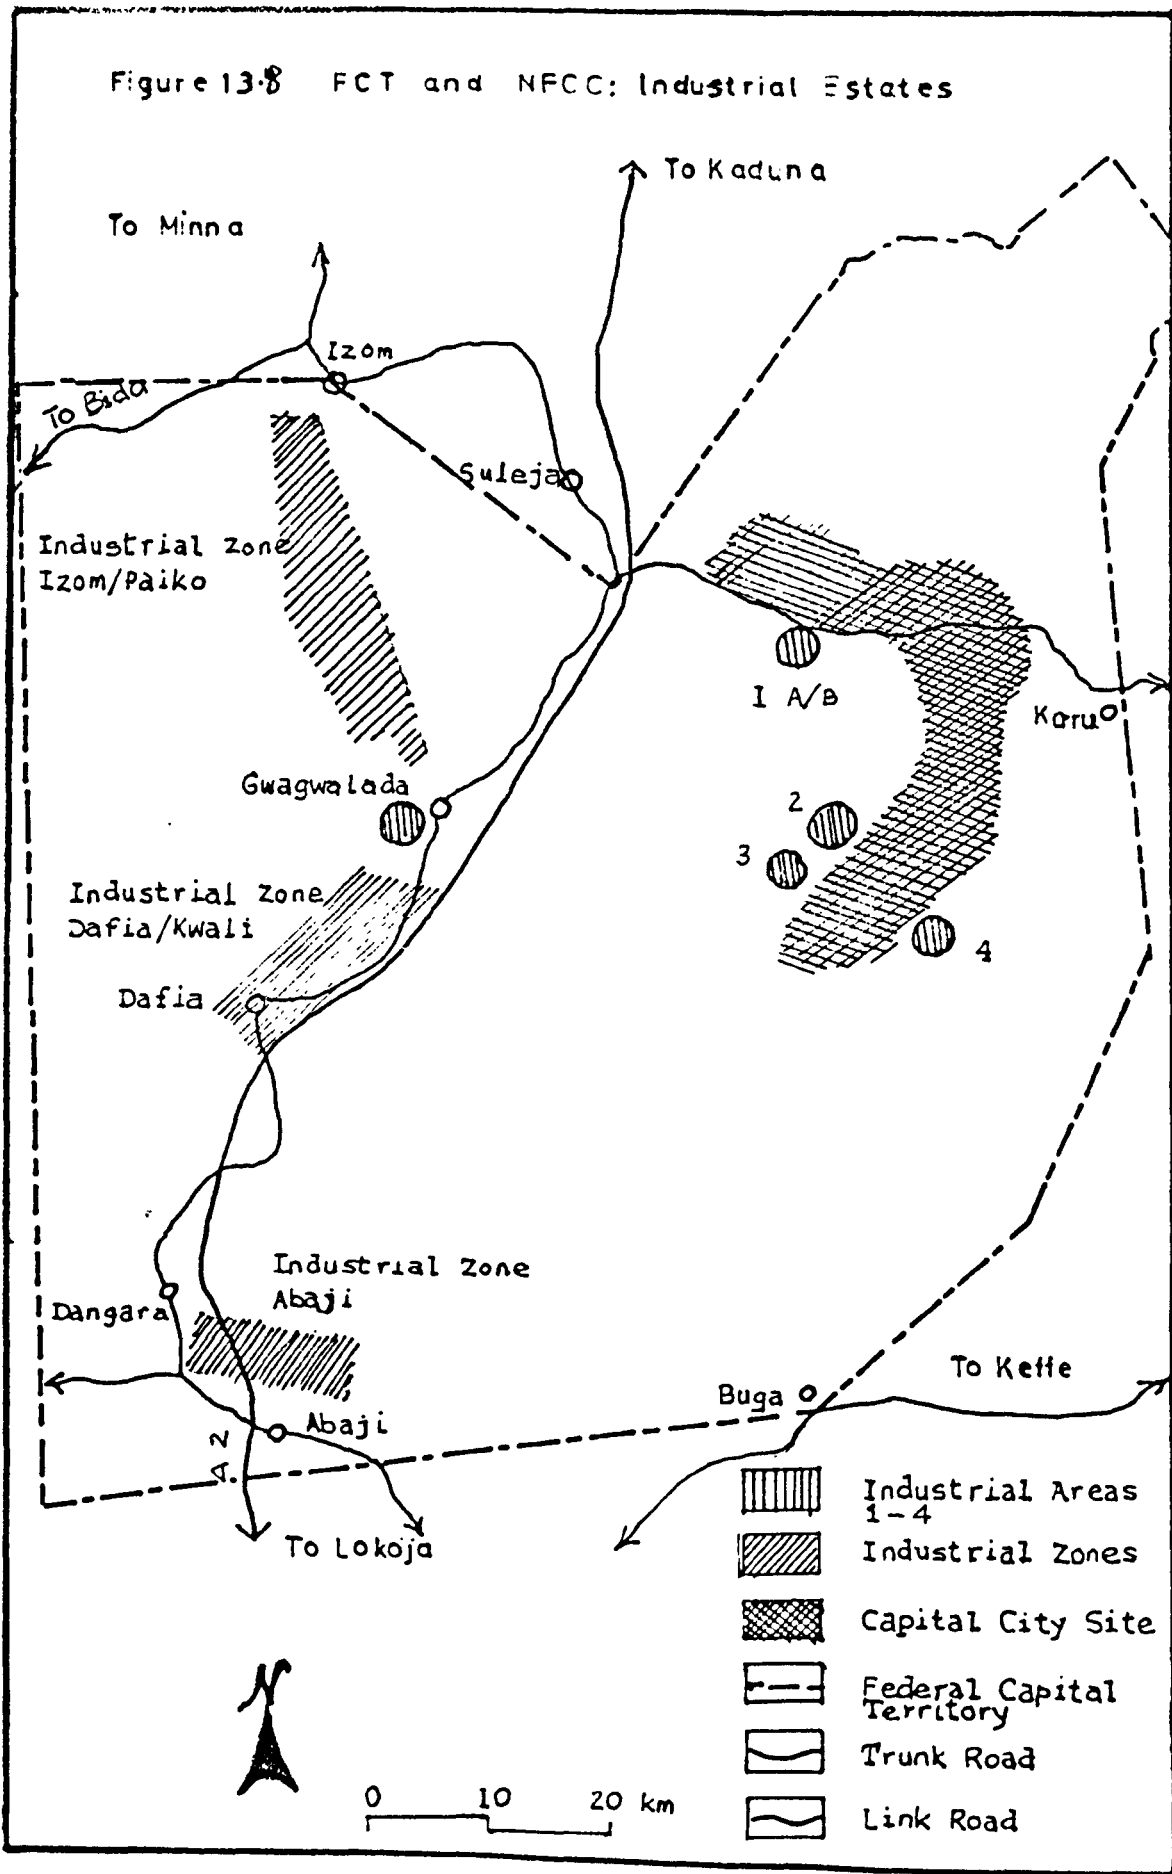 Figure 13.8 FCT and NFCC: Industrial Estates
To Kaduna
To Minna
Izom
To Bida
Suleja
Industrial Zone
Izom/Paiko
1 A/B
Karu
Gwagwalada
2
3
Industrial Zone
Dafia/Kwali
4
Dafia
Industrial Zone
Abaji
Dangara
To Keffe
Buga
Abaji
A 2
To Lokoja
Industrial Areas
1-4
Industrial Zones
Capital City Site
Federal Capital
Territory
Trunk Road
Link Road
N
0 10 20 km